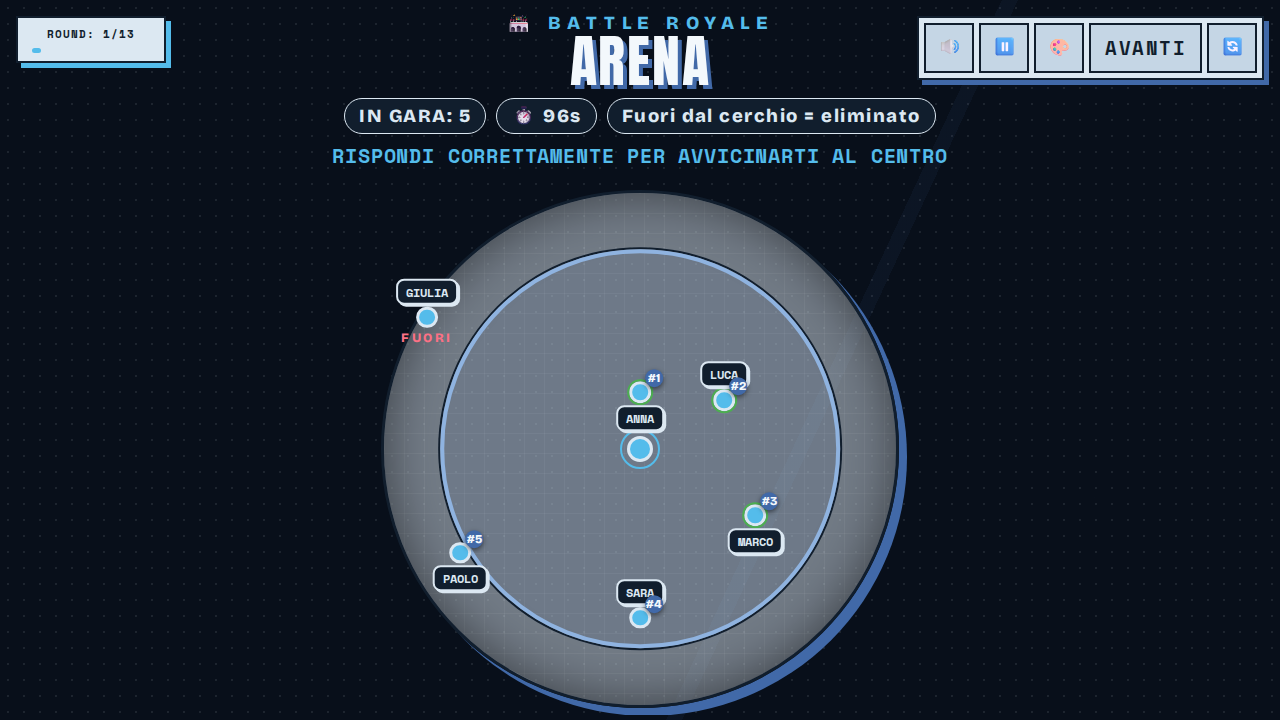 ROUND: 1/13
BATTLE ROYALE
ARENA
AVANTI
IN GARA: 5
96s
Fuori dal cerchio = eliminato
RISPONDI CORRETTAMENTE PER AVVICINARTI AL CENTRO
GIULIA
FUORI
#1
ANNA
LUCA
#2
#3
MARCO
#5
PAOLO
SARA
#4